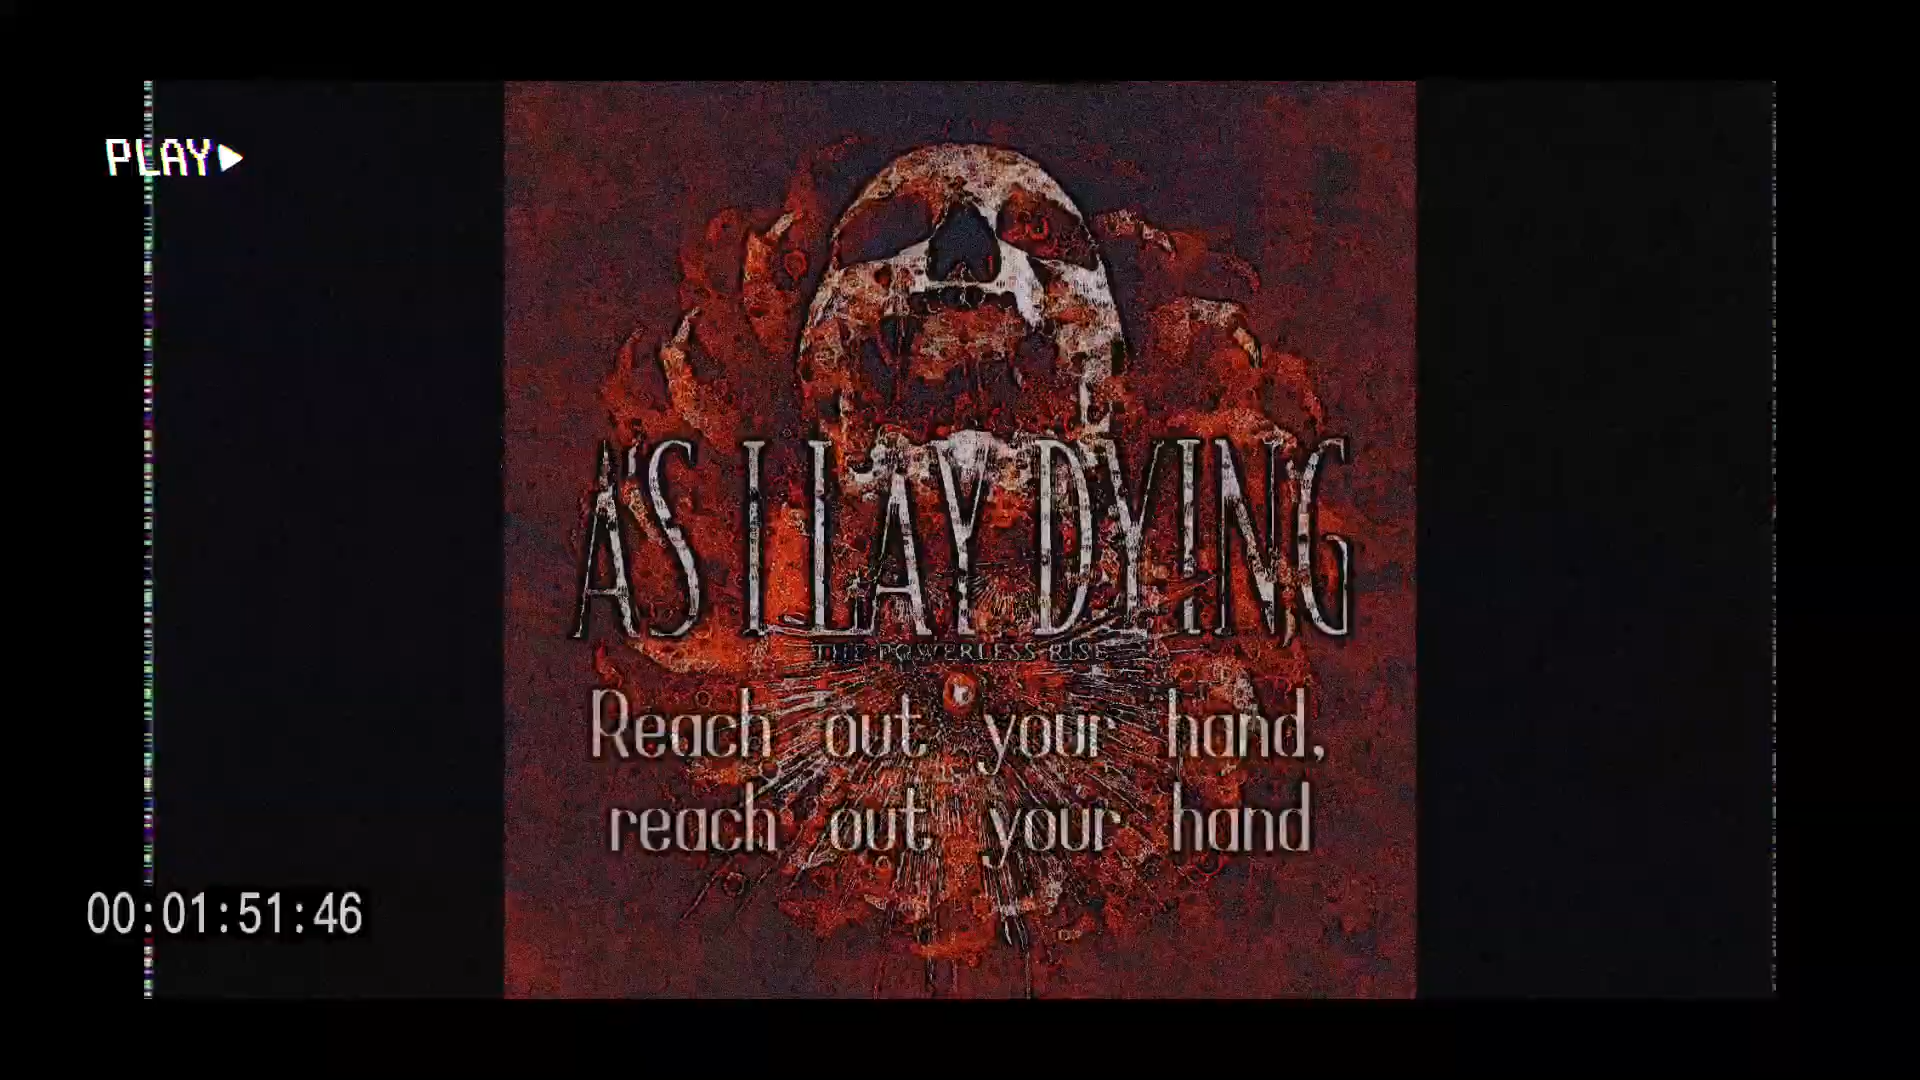 PLAY
AS I LAY DYING
THE POWERLESS RISE
Reach out your hand,
reach out your hand
00:01:51:46